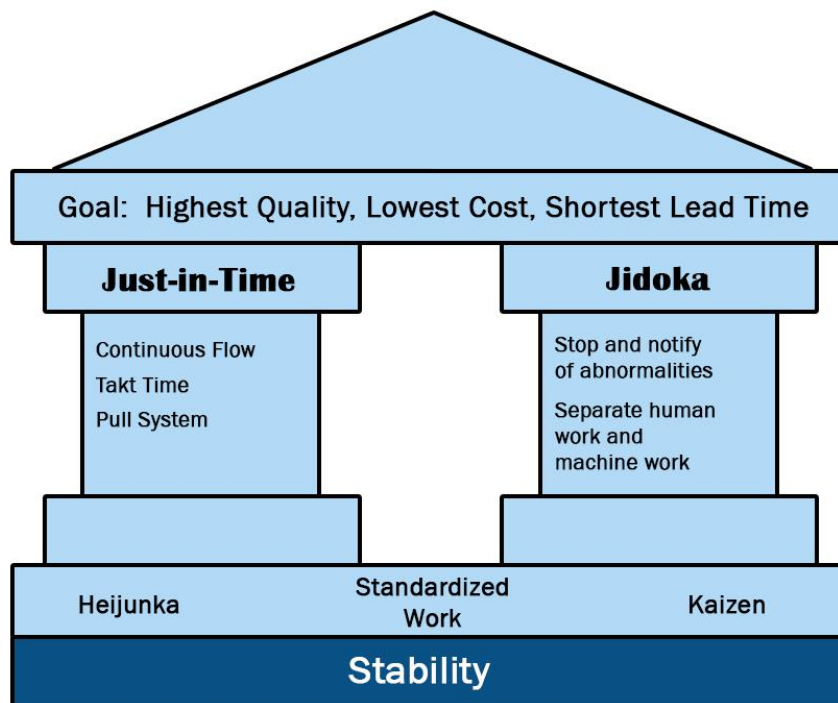 Goal: Highest Quality, Lowest Cost, Shortest Lead Time
Just-in-Time
Continuous Flow
Takt Time
Pull System
Jidoka
Stop and notify
of abnormalities
Separate human
work and
machine work
Heijunka
Standardized
Work
Kaizen
Stability